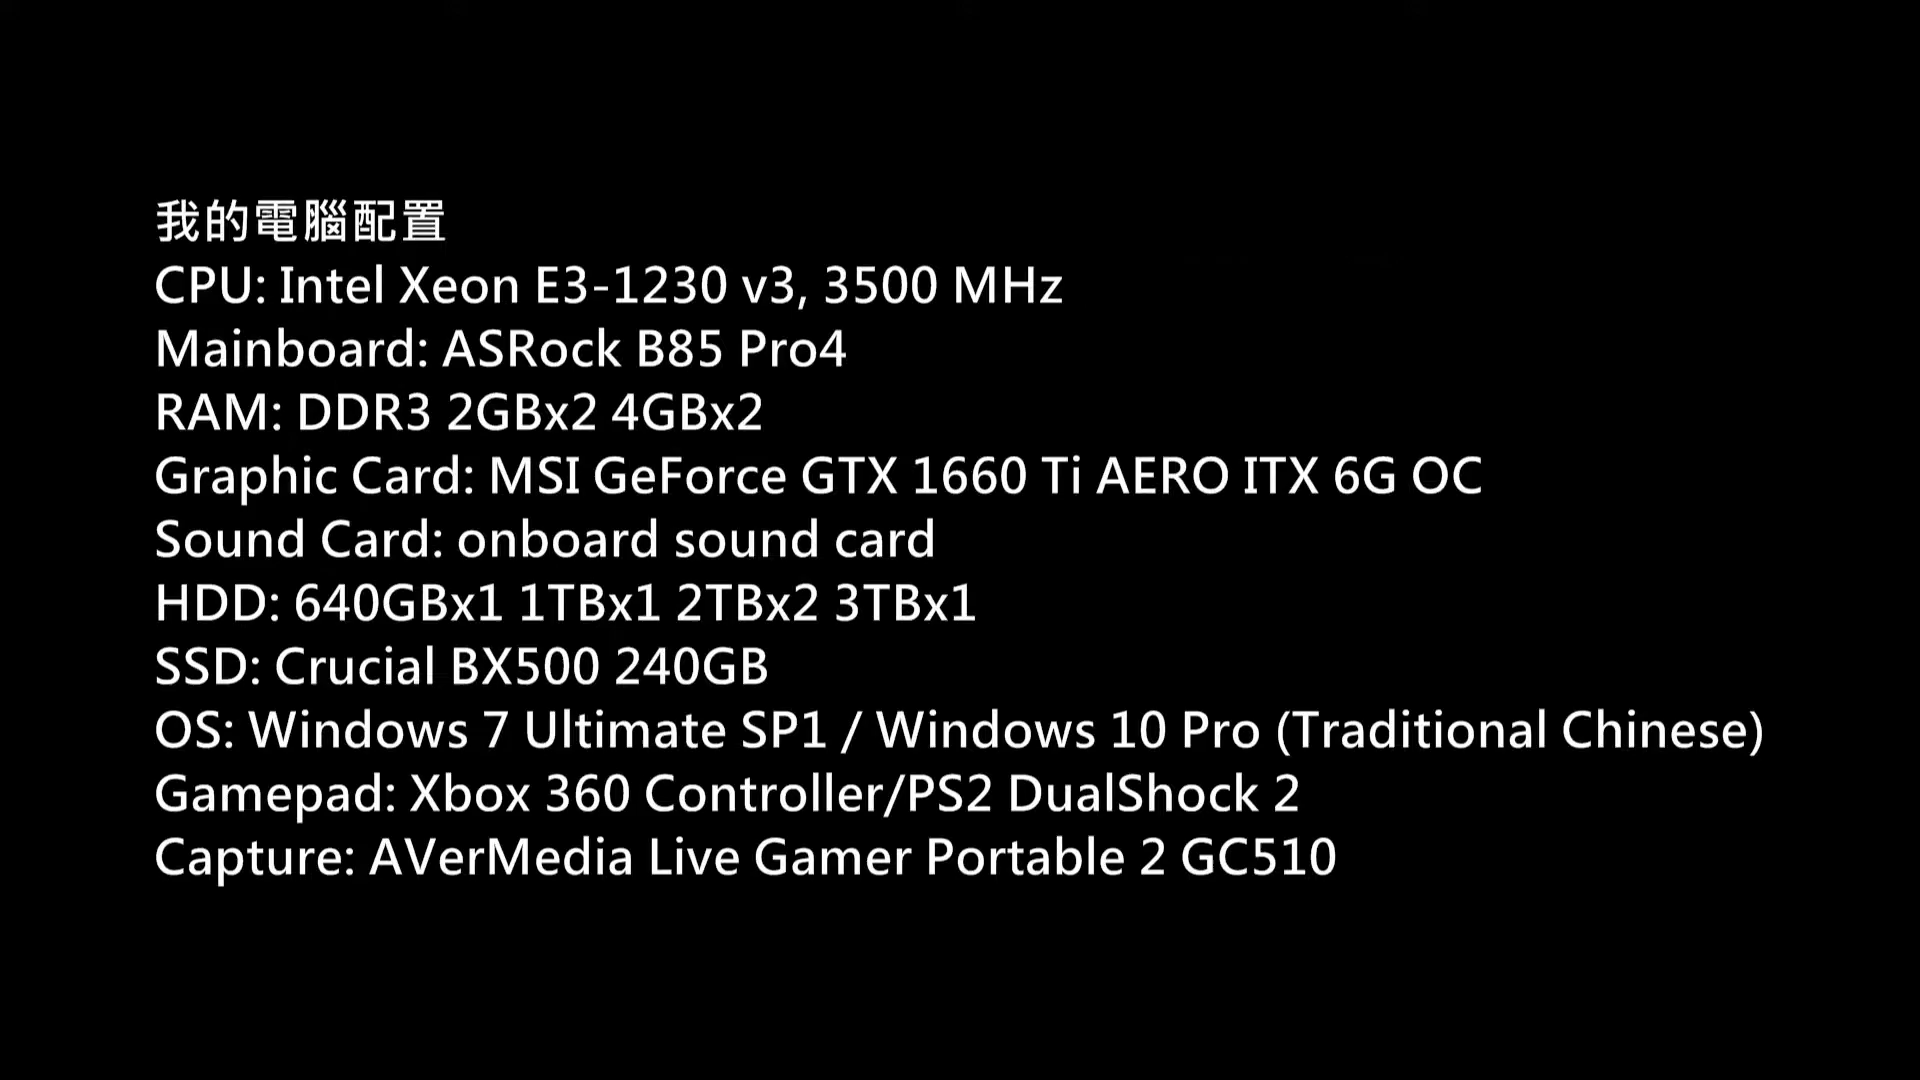 我的電腦配置
CPU: Intel Xeon E3-1230 v3, 3500 MHz
Mainboard: ASRock B85 Pro4
RAM: DDR3 2GBx2 4GBx2
Graphic Card: MSI GeForce GTX 1660 Ti AERO ITX 6G OC
Sound Card: onboard sound card
HDD: 640GBx1 1TBx1 2TBx2 3TBx1
SSD: Crucial BX500 240GB
OS: Windows 7 Ultimate SP1 / Windows 10 Pro (Traditional Chinese)
Gamepad: Xbox 360 Controller/PS2 DualShock 2
Capture: AVerMedia Live Gamer Portable 2 GC510